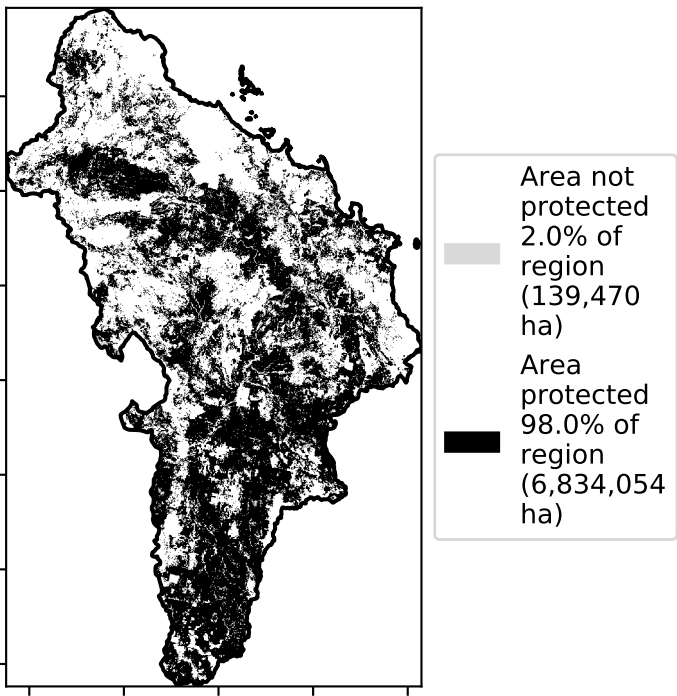 Area not
protected
2.0% of
region
(139,470
ha)
Area
protected
98.0% of
region
(6,834,054
ha)